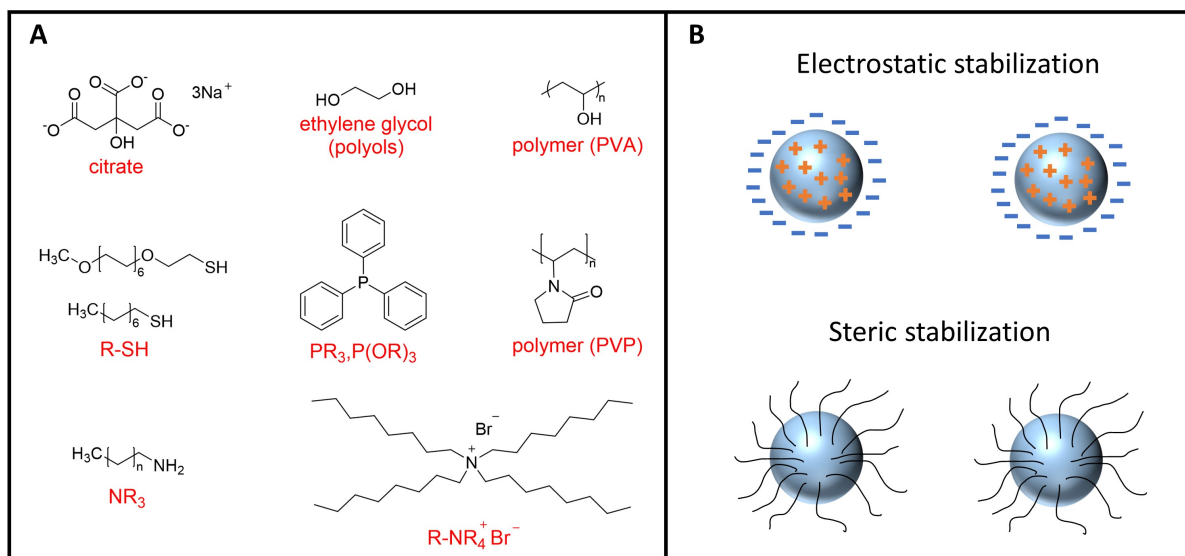 A
O
O⁻
O
O
3Na⁺
⁻O
O⁻
OH
citrate
HO
OH
ethylene glycol
(polyols)
n
OH
polymer (PVA)
H₃C
O
6
O
SH
H₃C
6
SH
R-SH
P
PR₃,P(OR)₃
n
N
O
polymer (PVP)
H₃C
n
NH₂
NR₃
Br⁻
N⁺
R-NR₄⁺Br⁻
B
Electrostatic stabilization
Steric stabilization